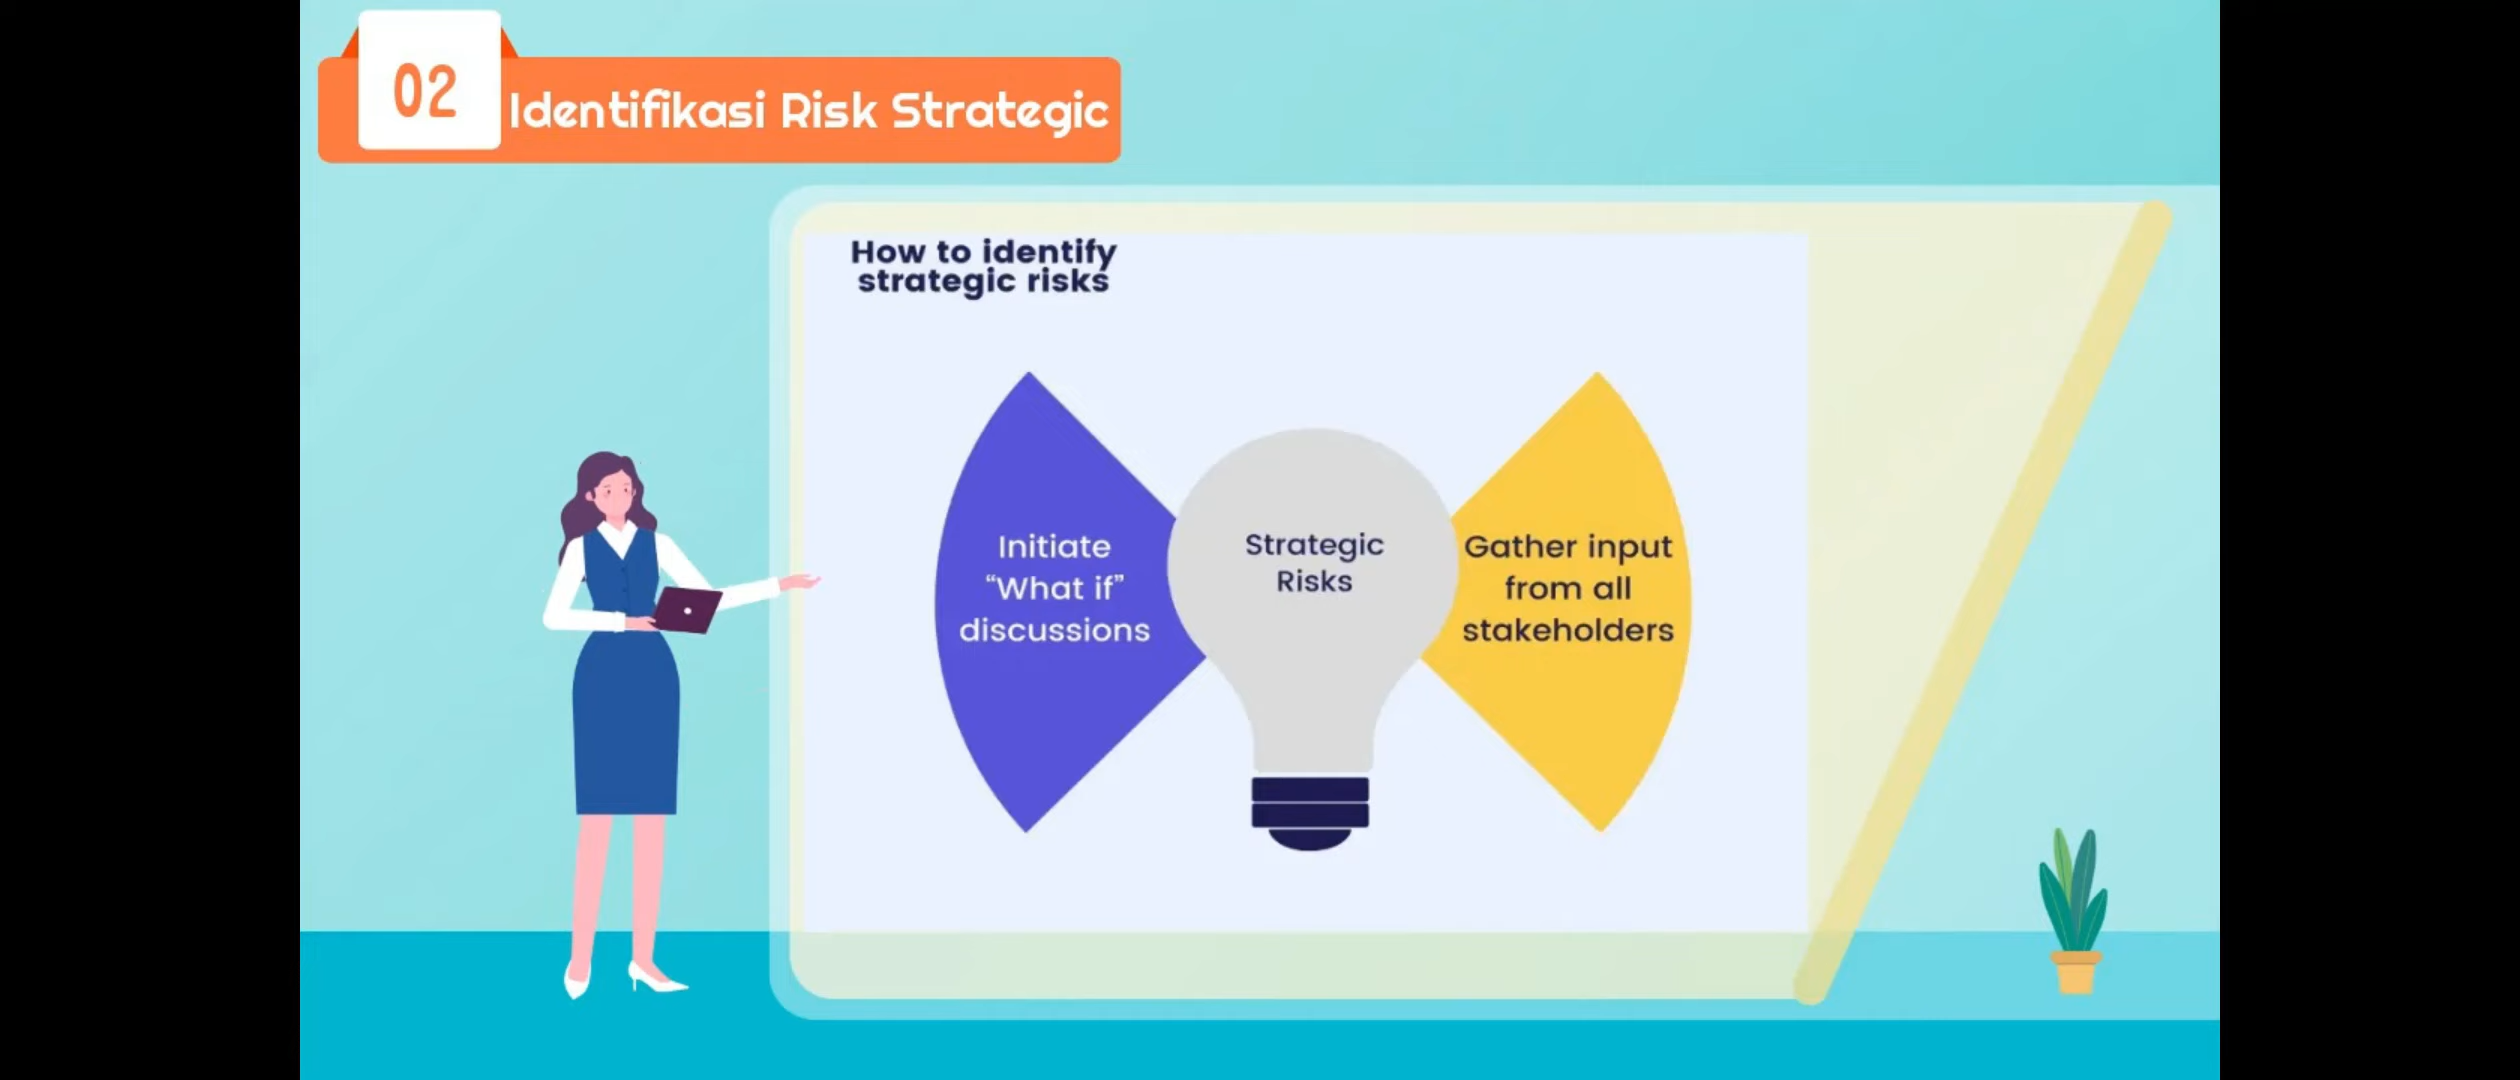 02
Identifikasi Risk Strategic
How to identify
strategic risks
Initiate
“What if”
discussions
Strategic
Risks
Gather input
from all
stakeholders